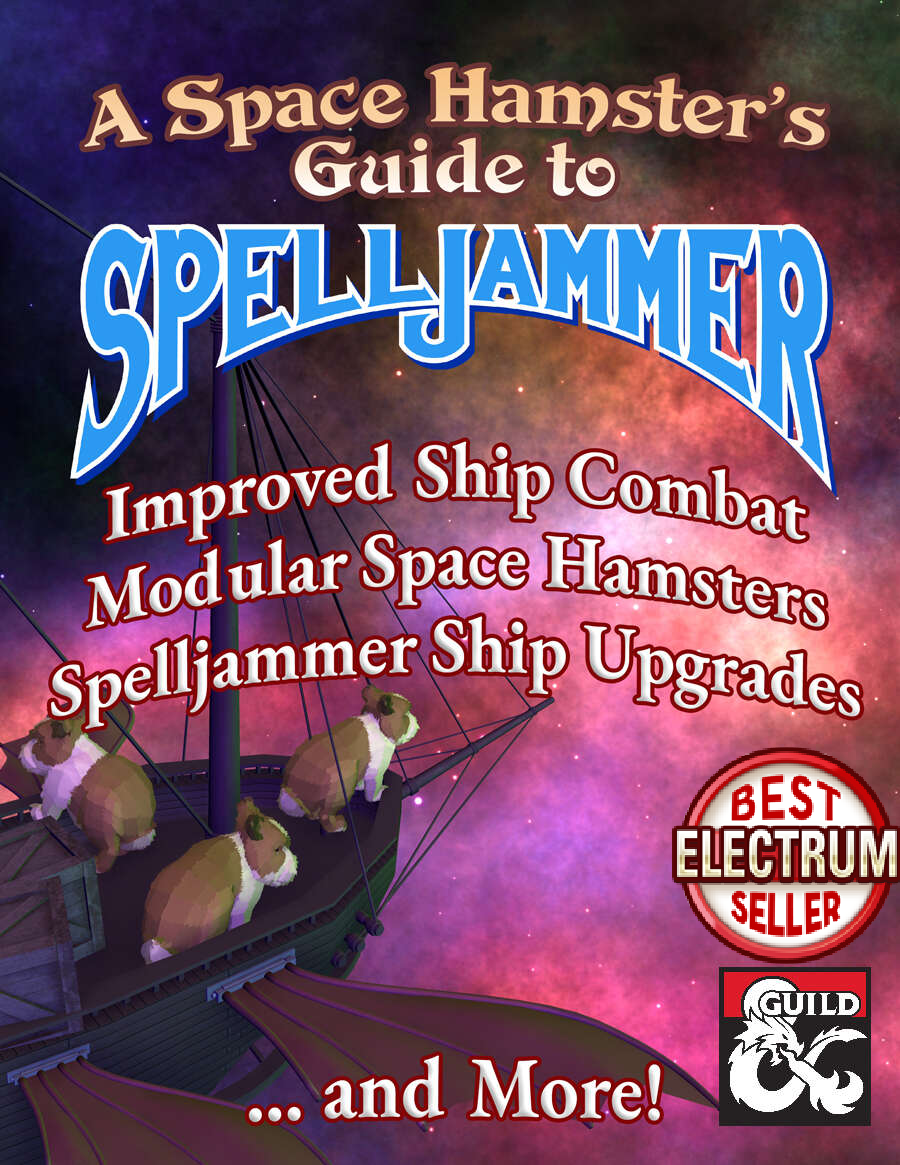 A Space Hamster's
Guide to
SPELLJAMMER
Improved Ship Combat
Modular Space Hamsters
Spelljammer Ship Upgrades
BEST
ELECTRUM
SELLER
GUILD
... and More!